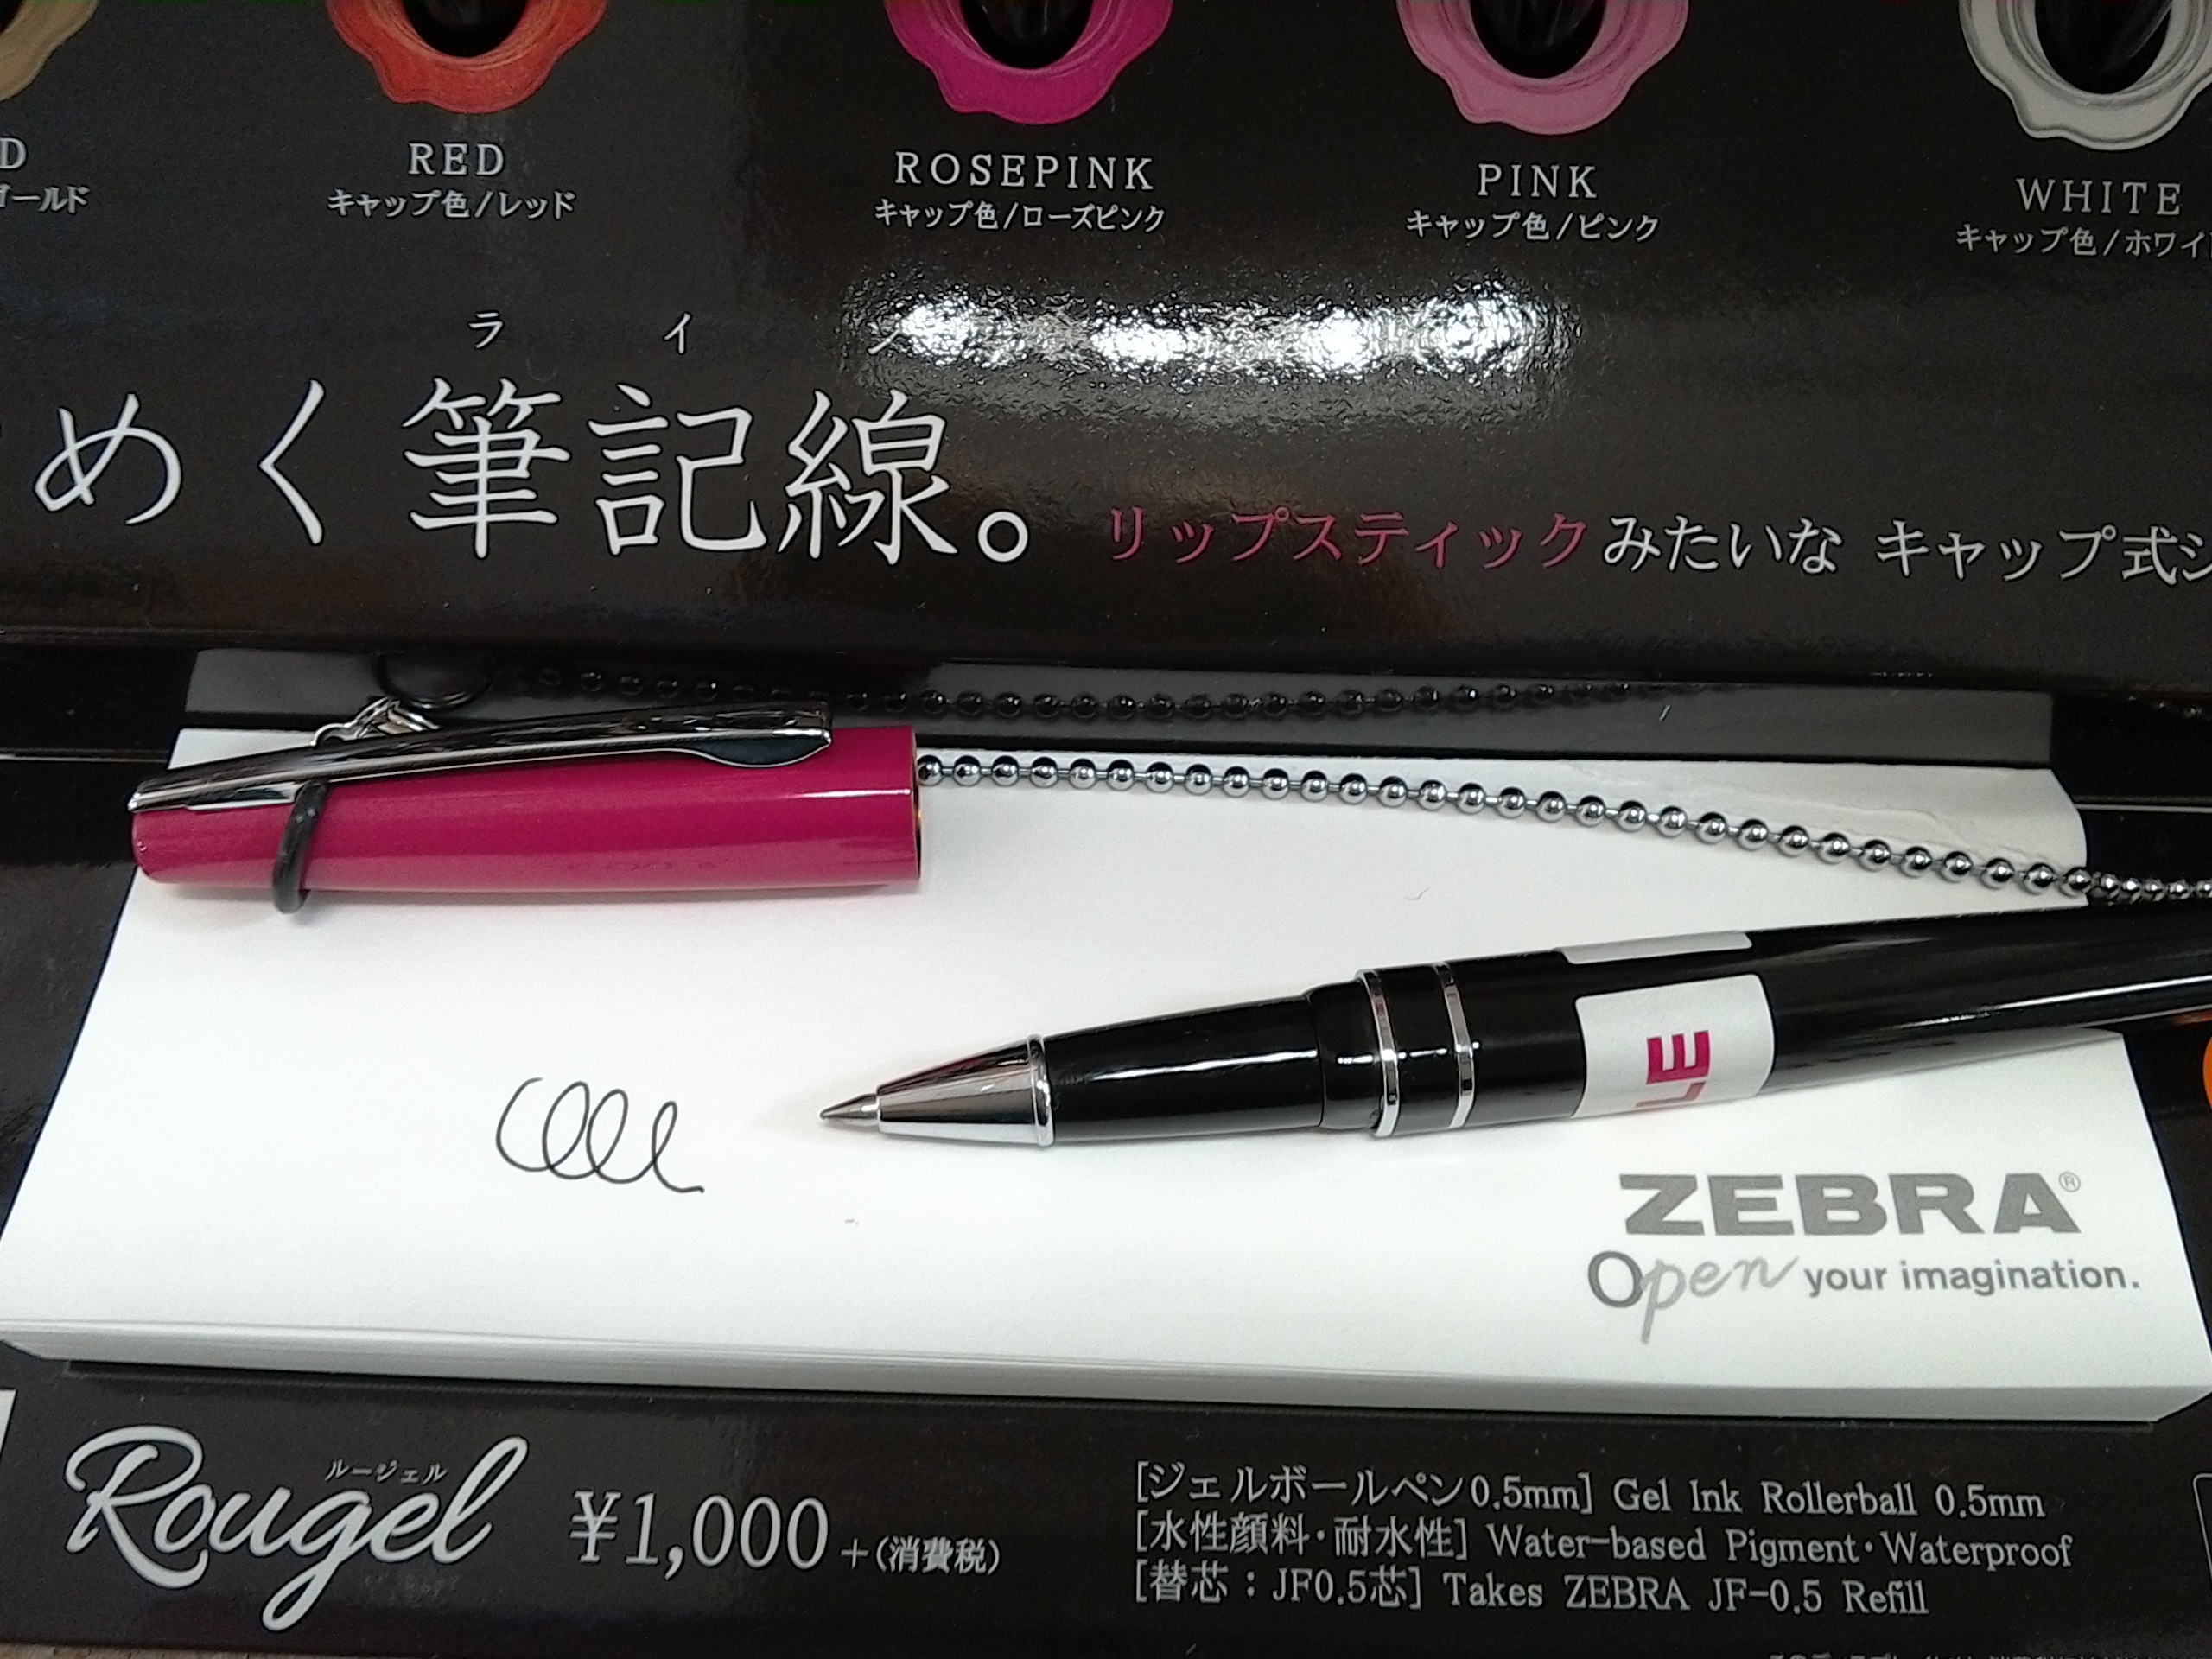 RED
キャップ色/レッド
ROSEPINK
キャップ色/ローズピンク
PINK
キャップ色/ピンク
WHITE
キャップ色/ホワイ
D
ゴールド
ライン
めく筆記線。
リップスティックみたいな キャップ式
LE
ZEBRA®
Open your imagination.
ルージェル
Rougel
¥1,000+(消費税)
[ジェルボールペン0.5mm] Gel Ink Rollerball 0.5mm
[水性顔料・耐水性] Water-based Pigment・Waterproof
[替芯：JF0.5芯] Takes ZEBRA JF-0.5 Refill